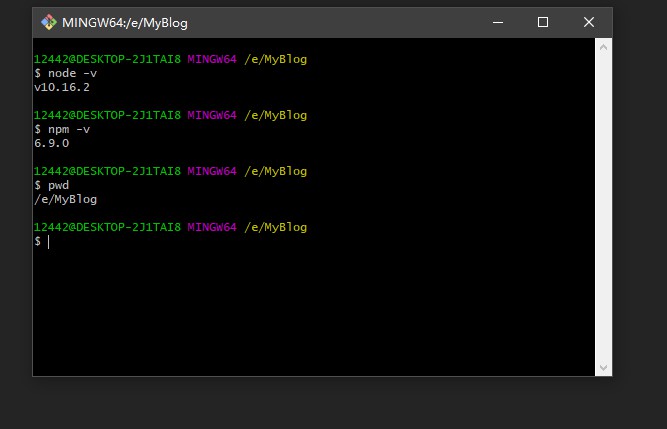 MINGW64:/e/MyBlog
12442@DESKTOP-2J1TAI8 MINGW64 /e/MyBlog
$ node -v
v10.16.2
12442@DESKTOP-2J1TAI8 MINGW64 /e/MyBlog
$ npm -v
6.9.0
12442@DESKTOP-2J1TAI8 MINGW64 /e/MyBlog
$ pwd
/e/MyBlog
12442@DESKTOP-2J1TAI8 MINGW64 /e/MyBlog
$